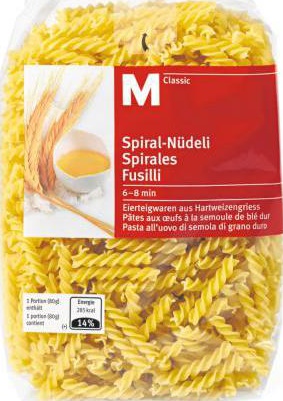 M Classic
Spiral-Nüdeli
Spirales
Fusilli
6-8 min
Eierteigwaren aus Hartweizengriess
Pâtes aux œufs à la semoule de blé dur
Pasta all'uovo di semola di grano duro
1 Portion (80g)
enthält
1 portion (80g)
contient
Energie
285 kcal
14%